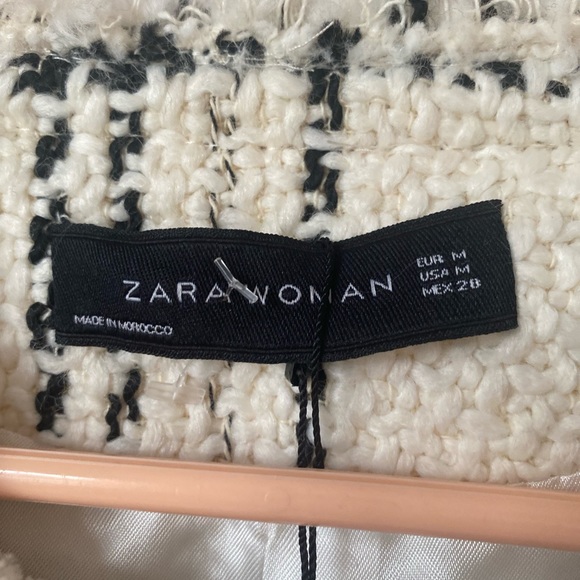 ZARA WOMAN
EUR M
USA M
MEX 28
MADE IN MOROCCO